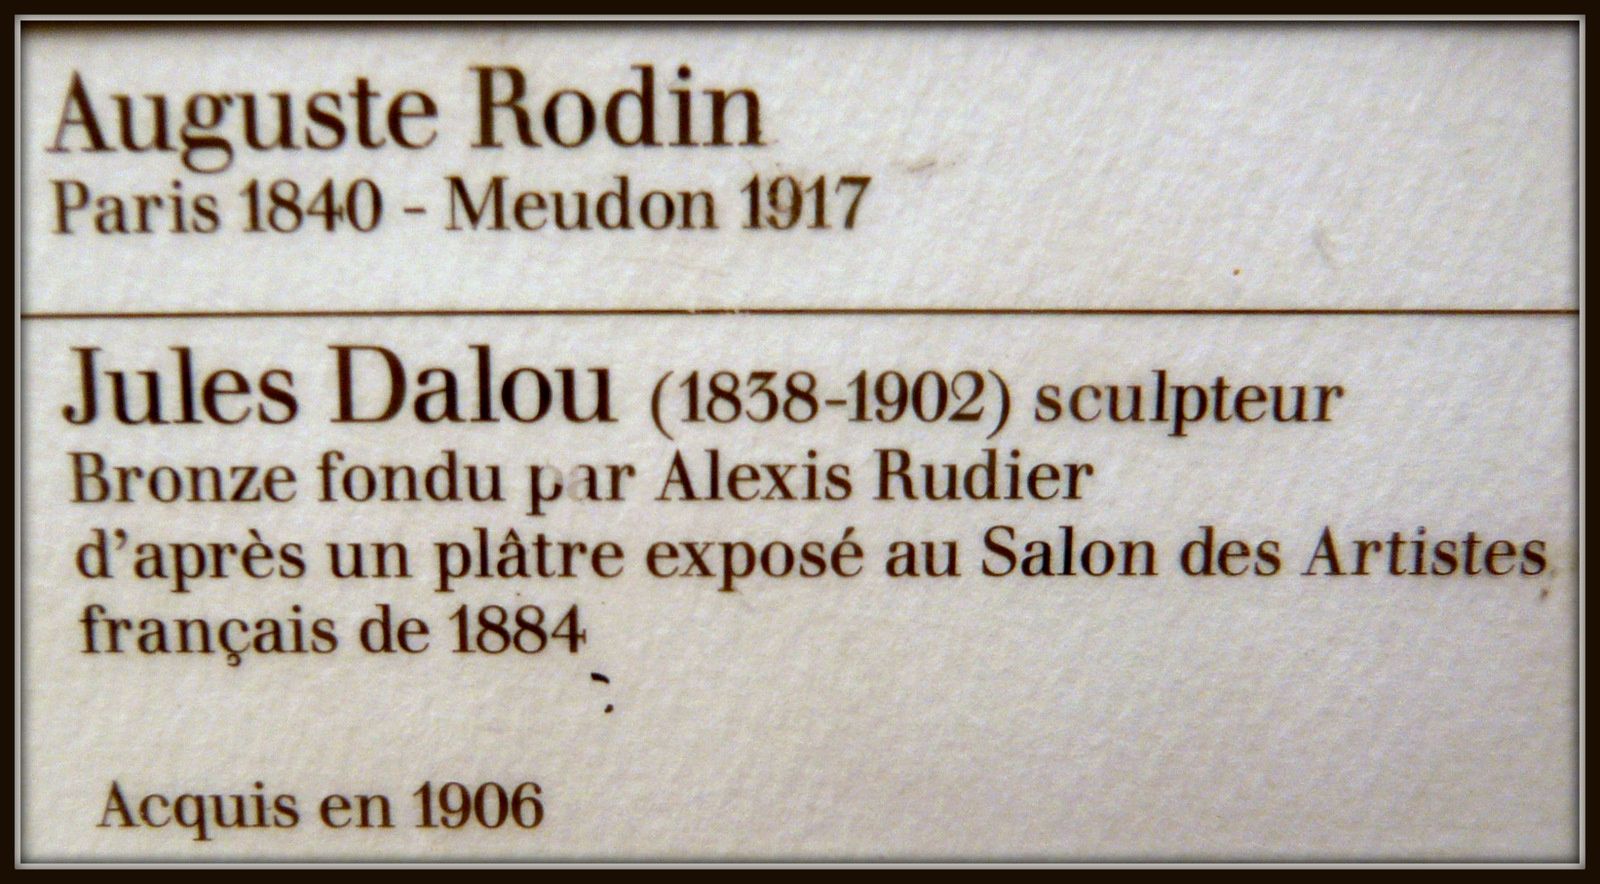 Auguste Rodin
Paris 1840 - Meudon 1917
Jules Dalou (1838-1902) sculpteur
Bronze fondu par Alexis Rudier
d'après un plâtre exposé au Salon des Artistes
français de 1884
Acquis en 1906